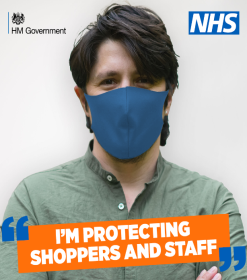 HM Government
NHS
“I’M PROTECTING
SHOPPERS AND STAFF”